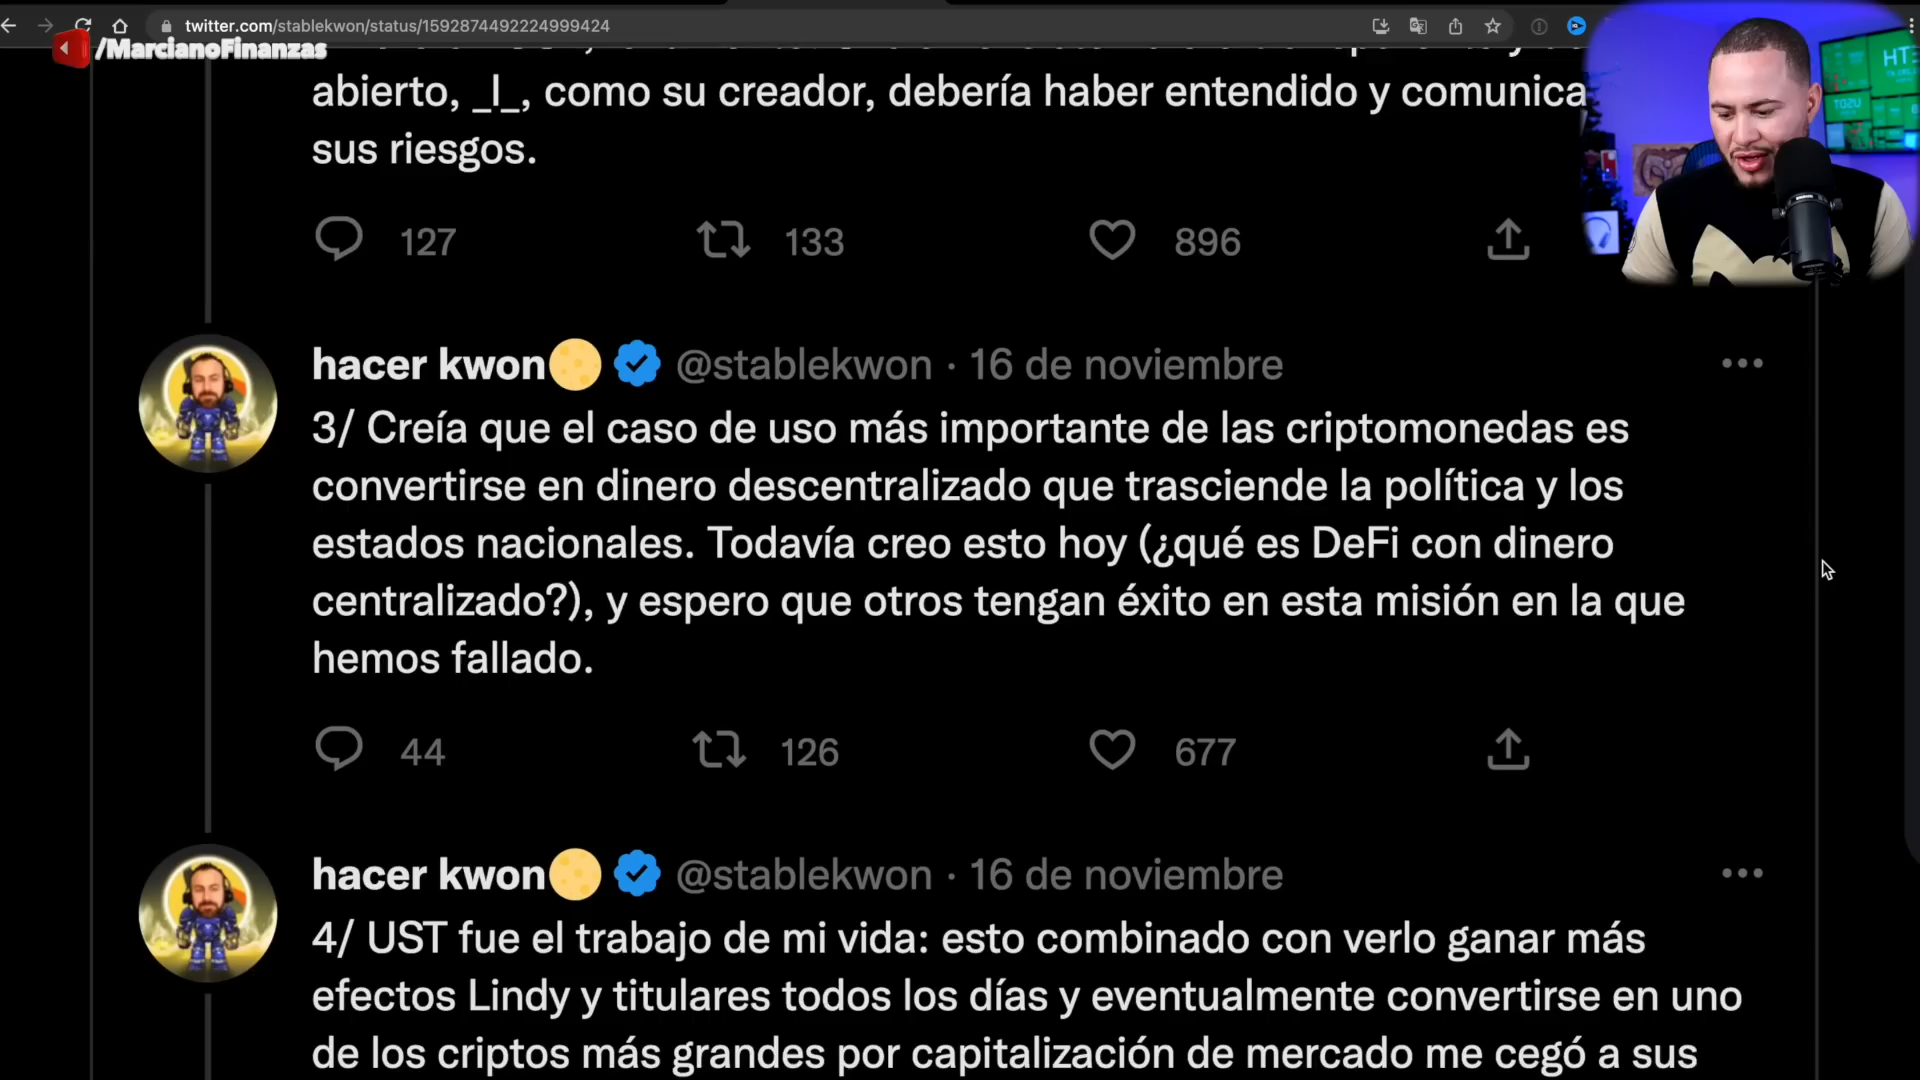 twitter.com/stablekwon/status/1592874492224999424
/MarcianoFinanzas
abierto, _l_, como su creador, debería haber entendido y comunica
sus riesgos.
127 133 896
hacer kwon @stablekwon · 16 de noviembre
3/ Creía que el caso de uso más importante de las criptomonedas es
convertirse en dinero descentralizado que trasciende la política y los
estados nacionales. Todavía creo esto hoy (¿qué es DeFi con dinero
centralizado?), y espero que otros tengan éxito en esta misión en la que
hemos fallado.
44 126 677
hacer kwon @stablekwon · 16 de noviembre
4/ UST fue el trabajo de mi vida: esto combinado con verlo ganar más
efectos Lindy y titulares todos los días y eventualmente convertirse en uno
de los criptos más grandes por capitalización de mercado me cegó a sus